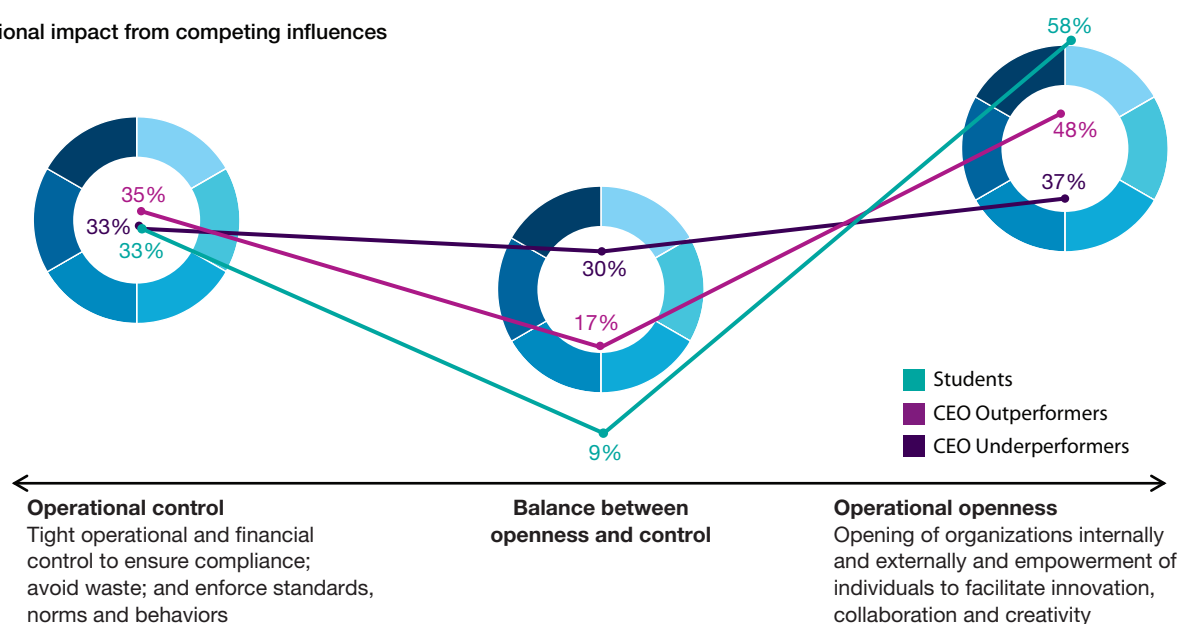 impact from competing influences
58%
48%
37%
35%
33%
33%
30%
17%
9%
Students
CEO Outperformers
CEO Underperformers
Operational control
Tight operational and financial
control to ensure compliance;
avoid waste; and enforce standards,
norms and behaviors
Balance between
openness and control
Operational openness
Opening of organizations internally
and externally and empowerment of
individuals to facilitate innovation,
collaboration and creativity